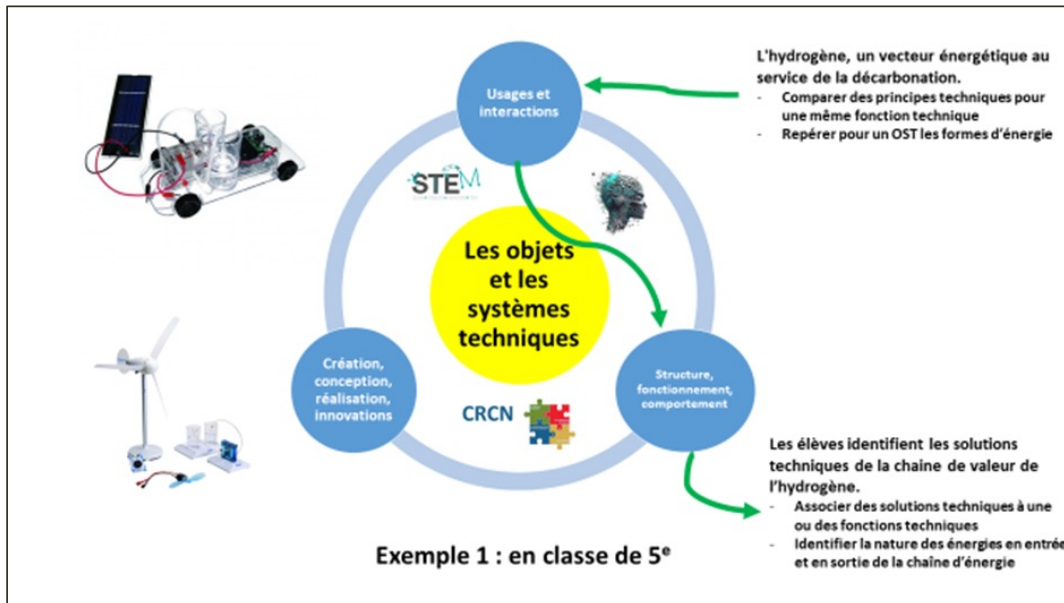 L'hydrogène, un vecteur énergétique au
service de la décarbonation.
- Comparer des principes techniques pour
une même fonction technique
- Repérer pour un OST les formes d'énergie
Usages et
interactions
STEM
Les objets
et les
systèmes
techniques
Création,
conception,
réalisation,
innovations
Structure,
fonctionnement,
comportement
CRCN
Les élèves identifient les solutions
techniques de la chaine de valeur de
l'hydrogène.
- Associer des solutions techniques à une
ou des fonctions techniques
- Identifier la nature des énergies en entrée
et en sortie de la chaîne d'énergie
Exemple 1 : en classe de 5e